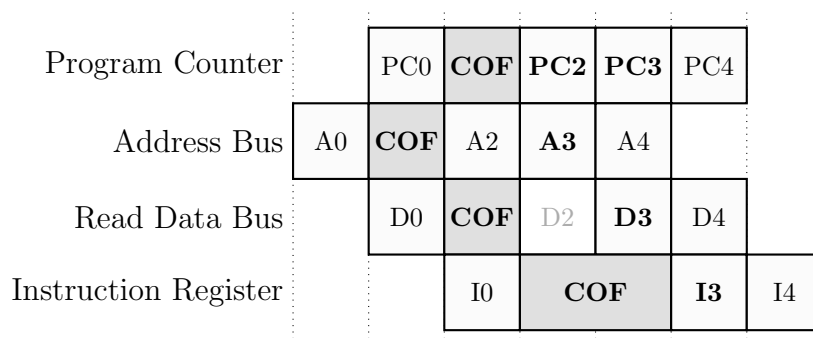 Program Counter PC0 COF PC2 PC3 PC4
Address Bus A0 COF A2 A3 A4
Read Data Bus D0 COF D2 D3 D4
Instruction Register I0 COF I3 I4